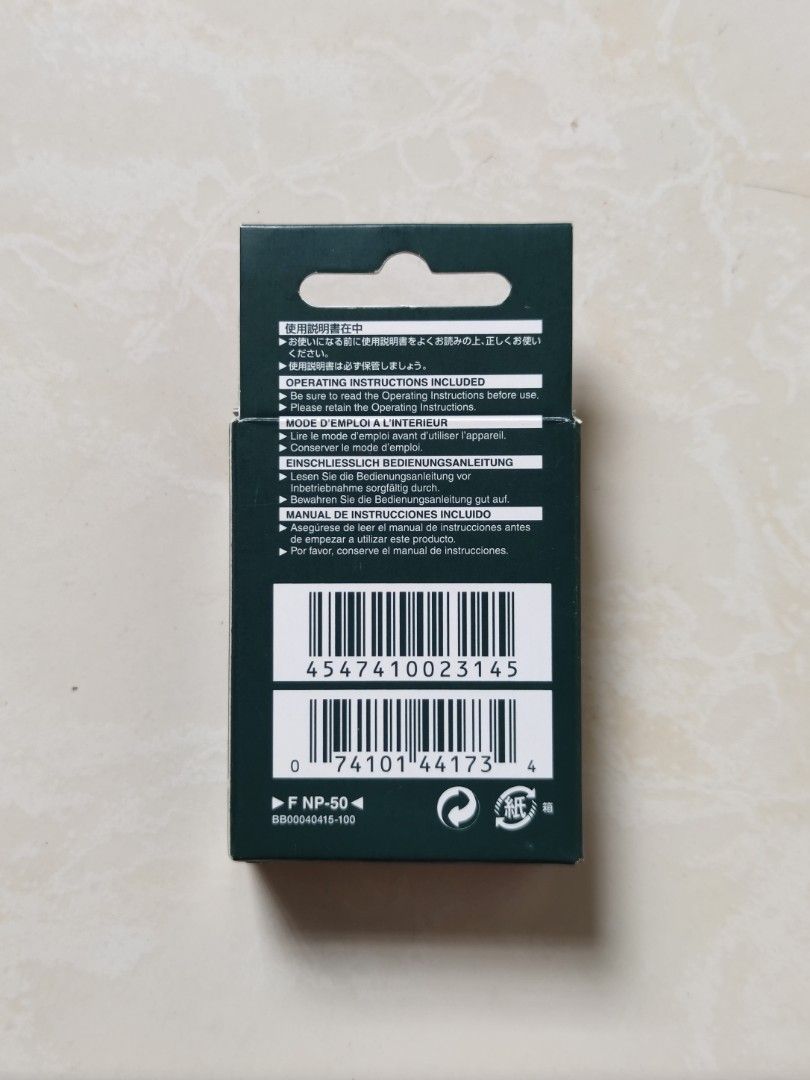 使用説明書在中
▶お使いになる前に使用説明書をよくお読みの上、正しくお使い
ください。
▶使用説明書は必ず保管しましょう。
OPERATING INSTRUCTIONS INCLUDED
▶ Be sure to read the Operating Instructions before use.
▶ Please retain the Operating Instructions.
MODE D'EMPLOI A L'INTERIEUR
▶ Lire le mode d'emploi avant d'utiliser l'appareil.
▶ Conserver le mode d'emploi.
EINSCHLIESSLICH BEDIENUNGSANLEITUNG
▶ Lesen Sie die Bedienungsanleitung vor
Inbetriebnahme sorgfältig durch.
▶ Bewahren Sie die Bedienungsanleitung gut auf.
MANUAL DE INSTRUCCIONES INCLUIDO
▶ Asegúrese de leer el manual de instrucciones antes
de empezar a utilizar este producto.
▶ Por favor, conserve el manual de instrucciones.
4547410023145
0 74101 44173 4
▶ F NP-50 ◀
BB00040415-100
紙 箱